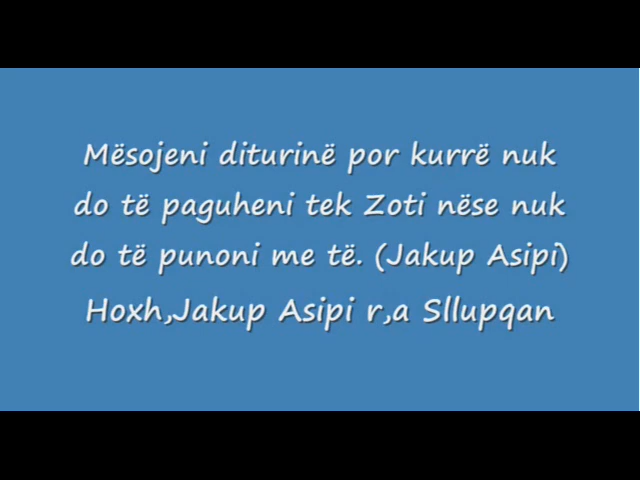 Mësojeni diturinë por kurrë nuk
do të paguheni tek Zoti nëse nuk
do të punoni me të. (Jakup Asipi)
Hoxh,Jakup Asipi r,a Sllupqan